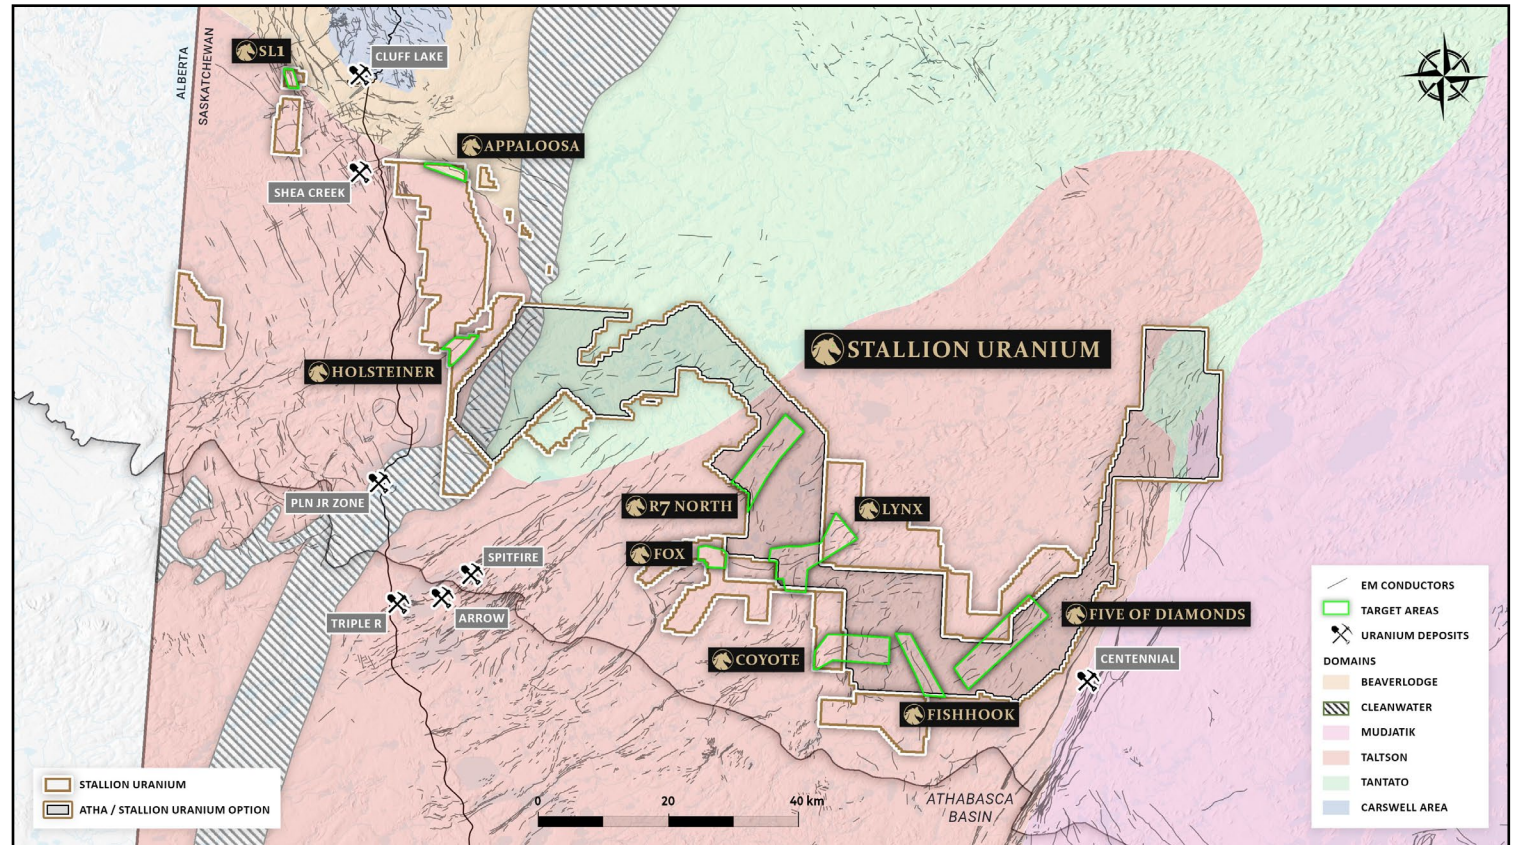 SL1
CLUFF LAKE
ALBERTA
SASKATCHEWAN
APPALOOSA
SHEA CREEK
STALLION URANIUM
HOLSTEINER
PLN JR ZONE
R7 NORTH
LYNX
FOX
SPITFIRE
TRIPLE R
ARROW
FIVE OF DIAMONDS
COYOTE
CENTENNIAL
FISHHOOK
EM CONDUCTORS
TARGET AREAS
URANIUM DEPOSITS
DOMAINS
BEAVERLODGE
CLEANWATER
MUDJATIK
TALTSON
TANTATO
CARSWELL AREA
STALLION URANIUM
ATHA / STALLION URANIUM OPTION
0 20 40 km
ATHABASCA
BASIN